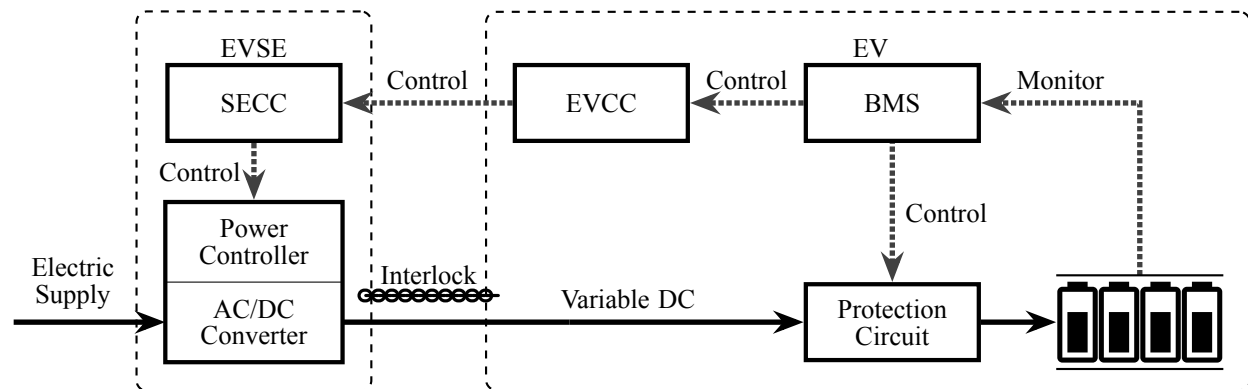 EVSE
EV
Control
Control
Monitor
SECC
EVCC
BMS
Control
Control
Power
Controller
Electric
Supply
Interlock
Variable DC
AC/DC
Converter
Protection
Circuit